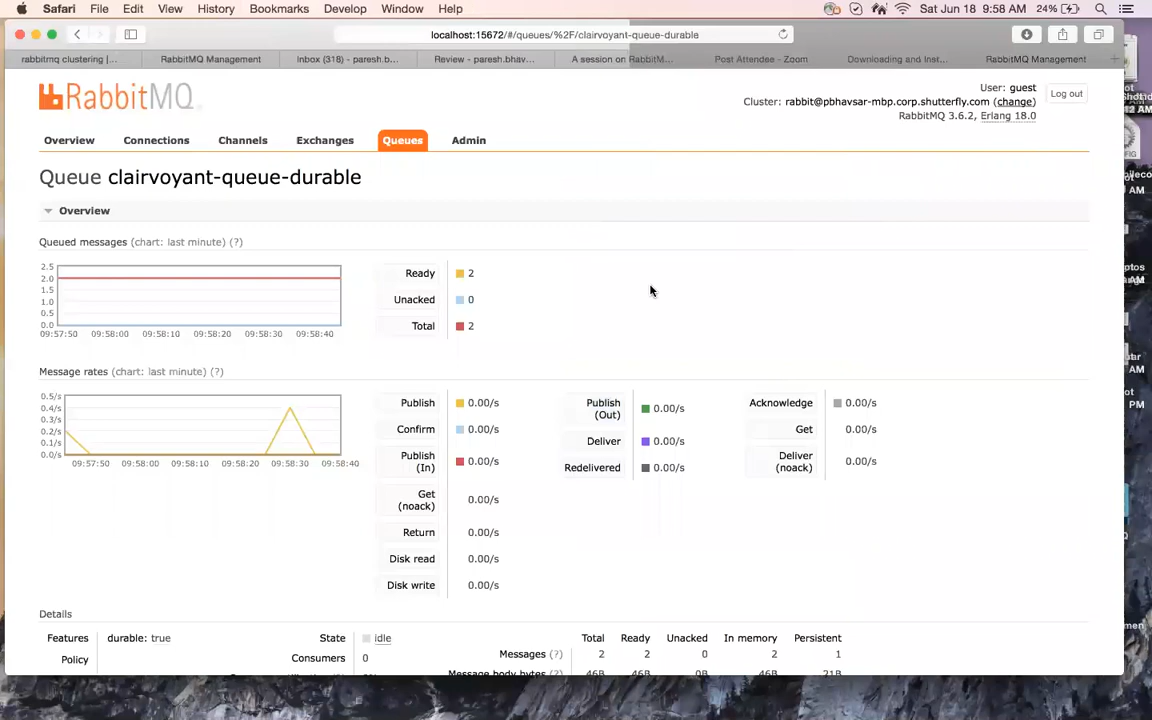 Safari File Edit View History Bookmarks Develop Window Help Sat Jun 18 9:58 AM 24%
localhost:15672/#/queues/%2F/clairvoyant-queue-durable
rabbitmq clustering |... RabbitMQ Management Inbox (318) - paresh.b... Review - paresh.bhav... A session on RabbitM... Post Attendee - Zoom Downloading and Inst... RabbitMQ Management
RabbitMQ
User: guest
Log out
Cluster: rabbit@pbhavsar-mbp.corp.shutterfly.com (change)
RabbitMQ 3.6.2, Erlang 18.0
Overview Connections Channels Exchanges Queues Admin
Queue clairvoyant-queue-durable
Overview
Queued messages (chart: last minute) (?)
2.5
2.0
1.5
1.0
0.5
0.0
09:57:50 09:58:00 09:58:10 09:58:20 09:58:30 09:58:40
Ready 2
Unacked 0
Total 2
Message rates (chart: last minute) (?)
0.5/s
0.4/s
0.3/s
0.2/s
0.1/s
0.0/s
09:57:50 09:58:00 09:58:10 09:58:20 09:58:30 09:58:40
Publish 0.00/s
Confirm 0.00/s
Publish (In) 0.00/s
Get (noack) 0.00/s
Return 0.00/s
Disk read 0.00/s
Disk write 0.00/s
Publish (Out) 0.00/s
Deliver 0.00/s
Redelivered 0.00/s
Acknowledge 0.00/s
Get 0.00/s
Deliver (noack) 0.00/s
Details
Features durable: true
Policy
State idle
Consumers 0
Total Ready Unacked In memory Persistent
Messages (?) 2 2 0 2 1
Message body bytes (?) 46B 46B 0B 46B 21B